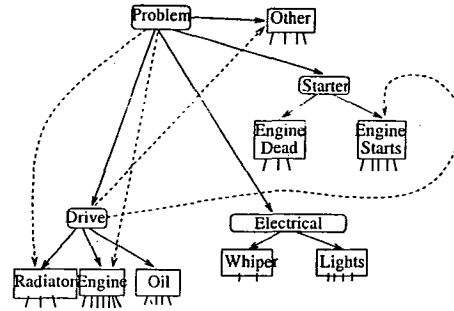 Problem
Other
Starter
Engine
Dead
Engine
Starts
Drive
Electrical
Radiator
Engine
Oil
Whiper
Lights